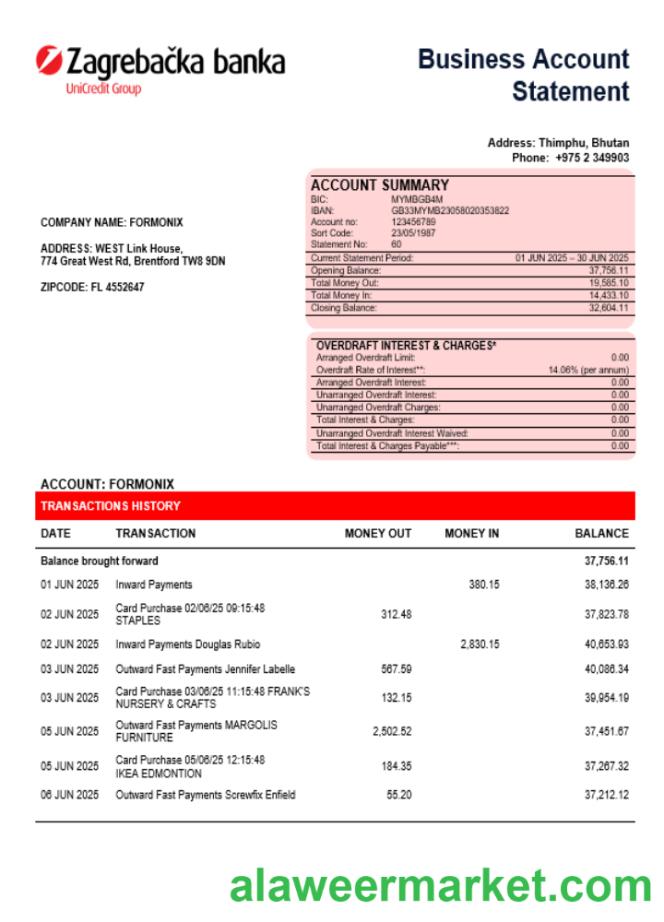 Zagrebačka banka
UniCredit Group
Business Account
Statement
Address: Thimphu, Bhutan
Phone: +975 2 349903
COMPANY NAME: FORMONIX
ADDRESS: WEST Link House,
774 Great West Rd, Brentford TW8 9DN
ZIPCODE: FL 4552647
ACCOUNT SUMMARY
BIC: MYMBGB4M
IBAN: GB33MYMB23058020353822
Account no: 123456789
Sort Code: 23/05/1987
Statement No: 60
Current Statement Period: 01 JUN 2025 – 30 JUN 2025
Opening Balance: 37,756.11
Total Money Out: 19,585.10
Total Money In: 14,433.10
Closing Balance: 32,604.11
OVERDRAFT INTEREST & CHARGES*
Arranged Overdraft Limit: 0.00
Overdraft Rate of Interest**: 14.06% (per annum)
Arranged Overdraft Interest: 0.00
Unarranged Overdraft Interest: 0.00
Unarranged Overdraft Charges: 0.00
Total Interest & Charges: 0.00
Unarranged Overdraft Interest Waived: 0.00
Total Interest & Charges Payable***: 0.00
ACCOUNT: FORMONIX
TRANSACTIONS HISTORY
DATE TRANSACTION MONEY OUT MONEY IN BALANCE
Balance brought forward 37,756.11
01 JUN 2025 Inward Payments 380.15 38,136.26
02 JUN 2025 Card Purchase 02/06/25 09:15:48 312.48 37,823.78
STAPLES
02 JUN 2025 Inward Payments Douglas Rubio 2,830.15 40,653.93
03 JUN 2025 Outward Fast Payments Jennifer Labelle 567.59 40,086.34
03 JUN 2025 Card Purchase 03/06/25 11:15:48 FRANK'S 132.15 39,954.19
NURSERY & CRAFTS
05 JUN 2025 Outward Fast Payments MARGOLIS 2,502.52 37,451.67
FURNITURE
05 JUN 2025 Card Purchase 05/06/25 12:15:48 184.35 37,267.32
IKEA EDMONTION
06 JUN 2025 Outward Fast Payments Screwfix Enfield 55.20 37,212.12
alaweermarket.com